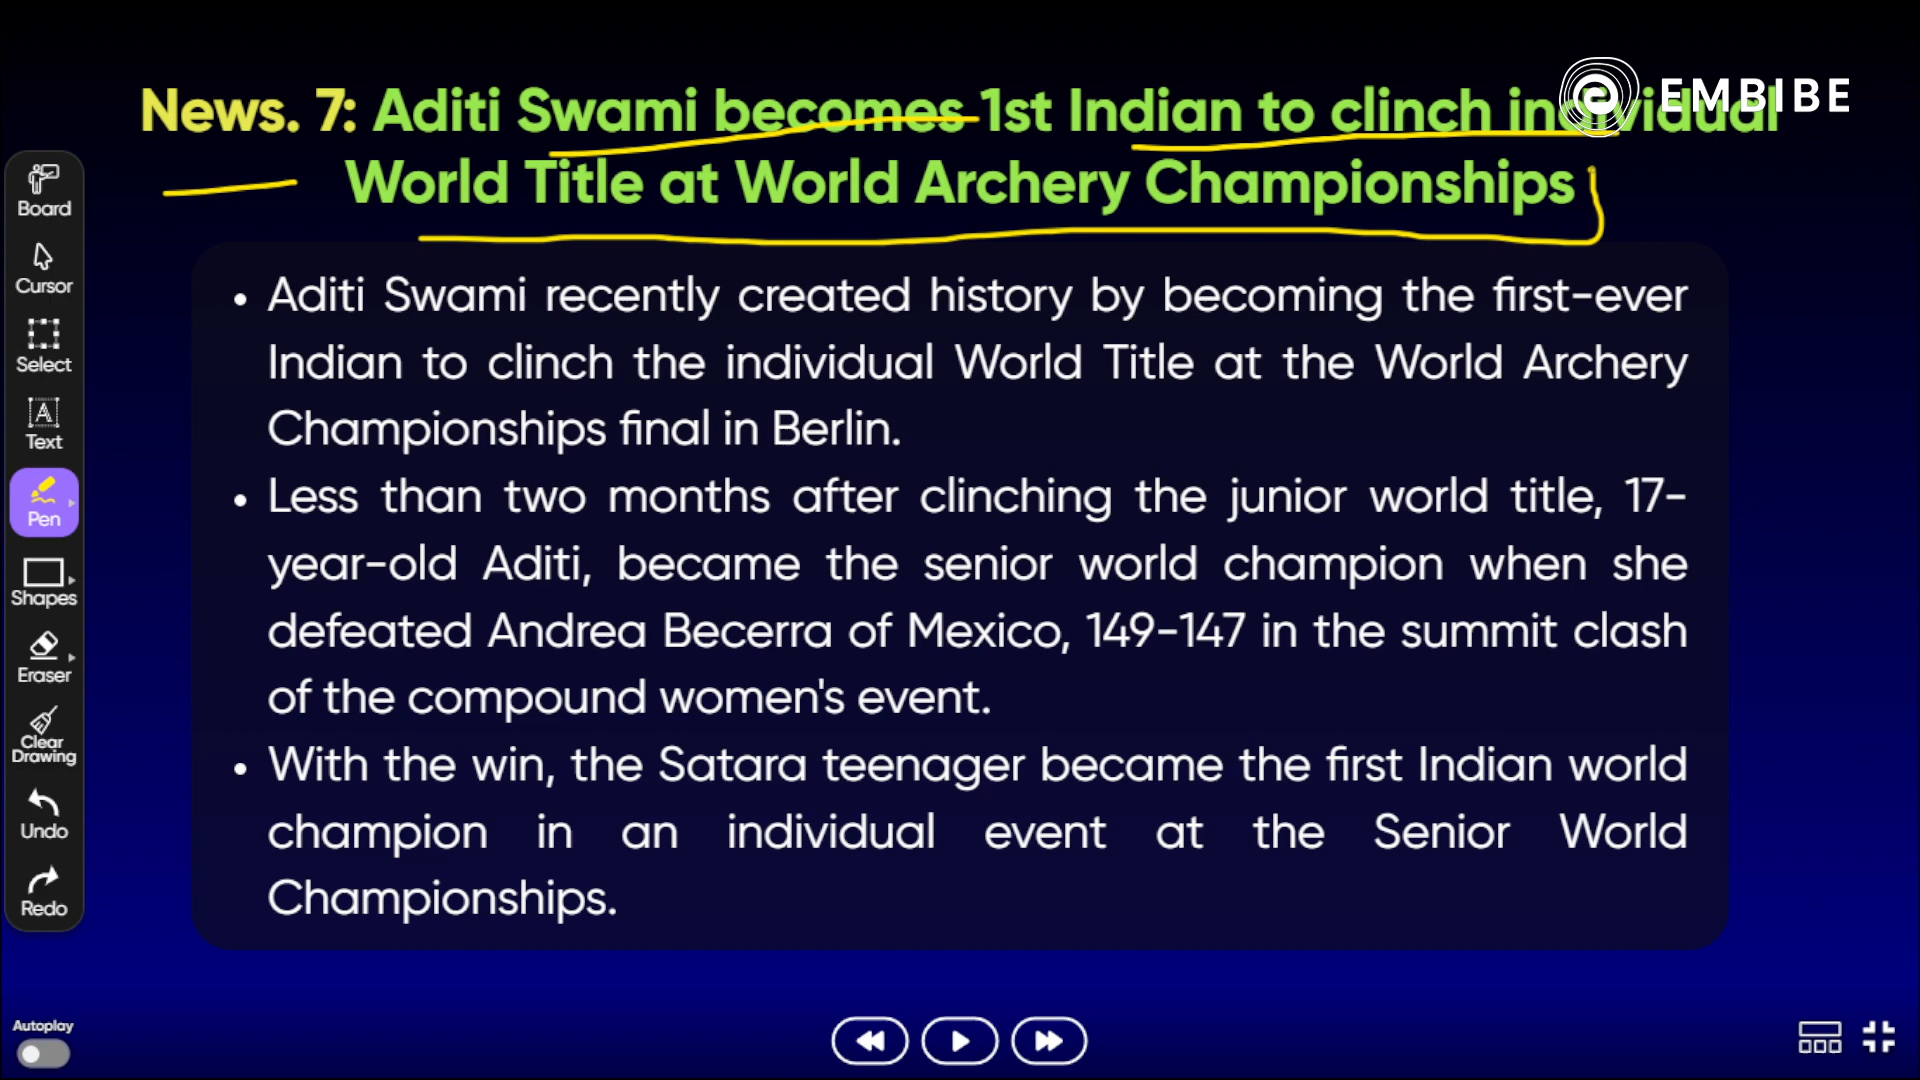 EMBIBE
News. 7: Aditi Swami becomes 1st Indian to clinch individual
World Title at World Archery Championships
• Aditi Swami recently created history by becoming the first-ever
Indian to clinch the individual World Title at the World Archery
Championships final in Berlin.
• Less than two months after clinching the junior world title, 17-
year-old Aditi, became the senior world champion when she
defeated Andrea Becerra of Mexico, 149-147 in the summit clash
of the compound women's event.
• With the win, the Satara teenager became the first Indian world
champion in an individual event at the Senior World
Championships.
Board
Cursor
Select
A
Text
Pen
Shapes
Eraser
Clear
Drawing
Undo
Redo
Autoplay